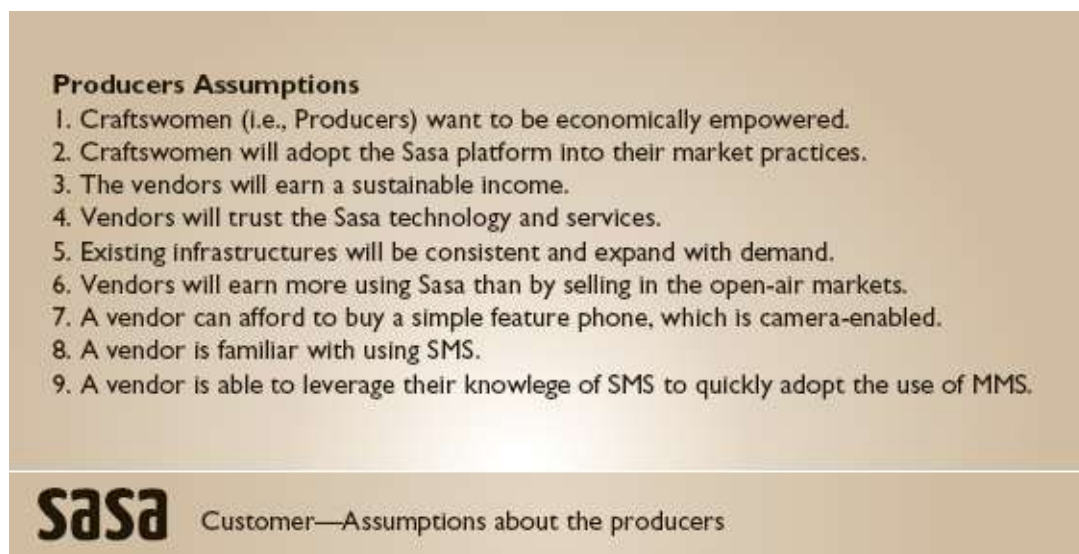 Producers Assumptions
1. Craftswomen (i.e., Producers) want to be economically empowered.
2. Craftswomen will adopt the Sasa platform into their market practices.
3. The vendors will earn a sustainable income.
4. Vendors will trust the Sasa technology and services.
5. Existing infrastructures will be consistent and expand with demand.
6. Vendors will earn more using Sasa than by selling in the open-air markets.
7. A vendor can afford to buy a simple feature phone, which is camera-enabled.
8. A vendor is familiar with using SMS.
9. A vendor is able to leverage their knowlege of SMS to quickly adopt the use of MMS.
sasa Customer—Assumptions about the producers